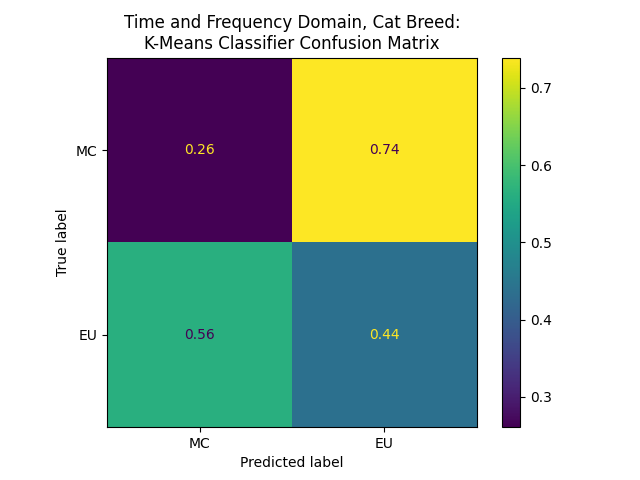 Time and Frequency Domain, Cat Breed:
K-Means Classifier Confusion Matrix
True label
MC
0.26
0.74
EU
0.56
0.44
MC
EU
Predicted label
0.7
0.6
0.5
0.4
0.3